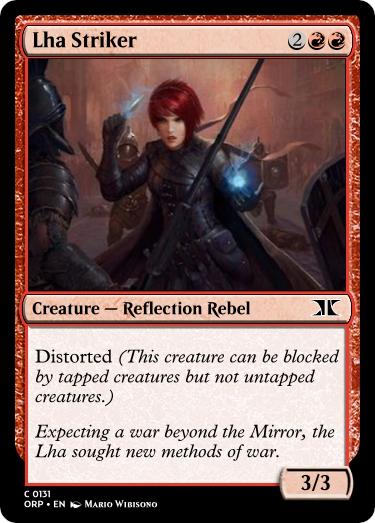 Lha Striker 2
Creature — Reflection Rebel
Distorted (This creature can be blocked
by tapped creatures but not untapped
creatures.)
Expecting a war beyond the Mirror, the
Lha sought new methods of war.
3/3
C 0131
ORP • EN Mario Wibisono